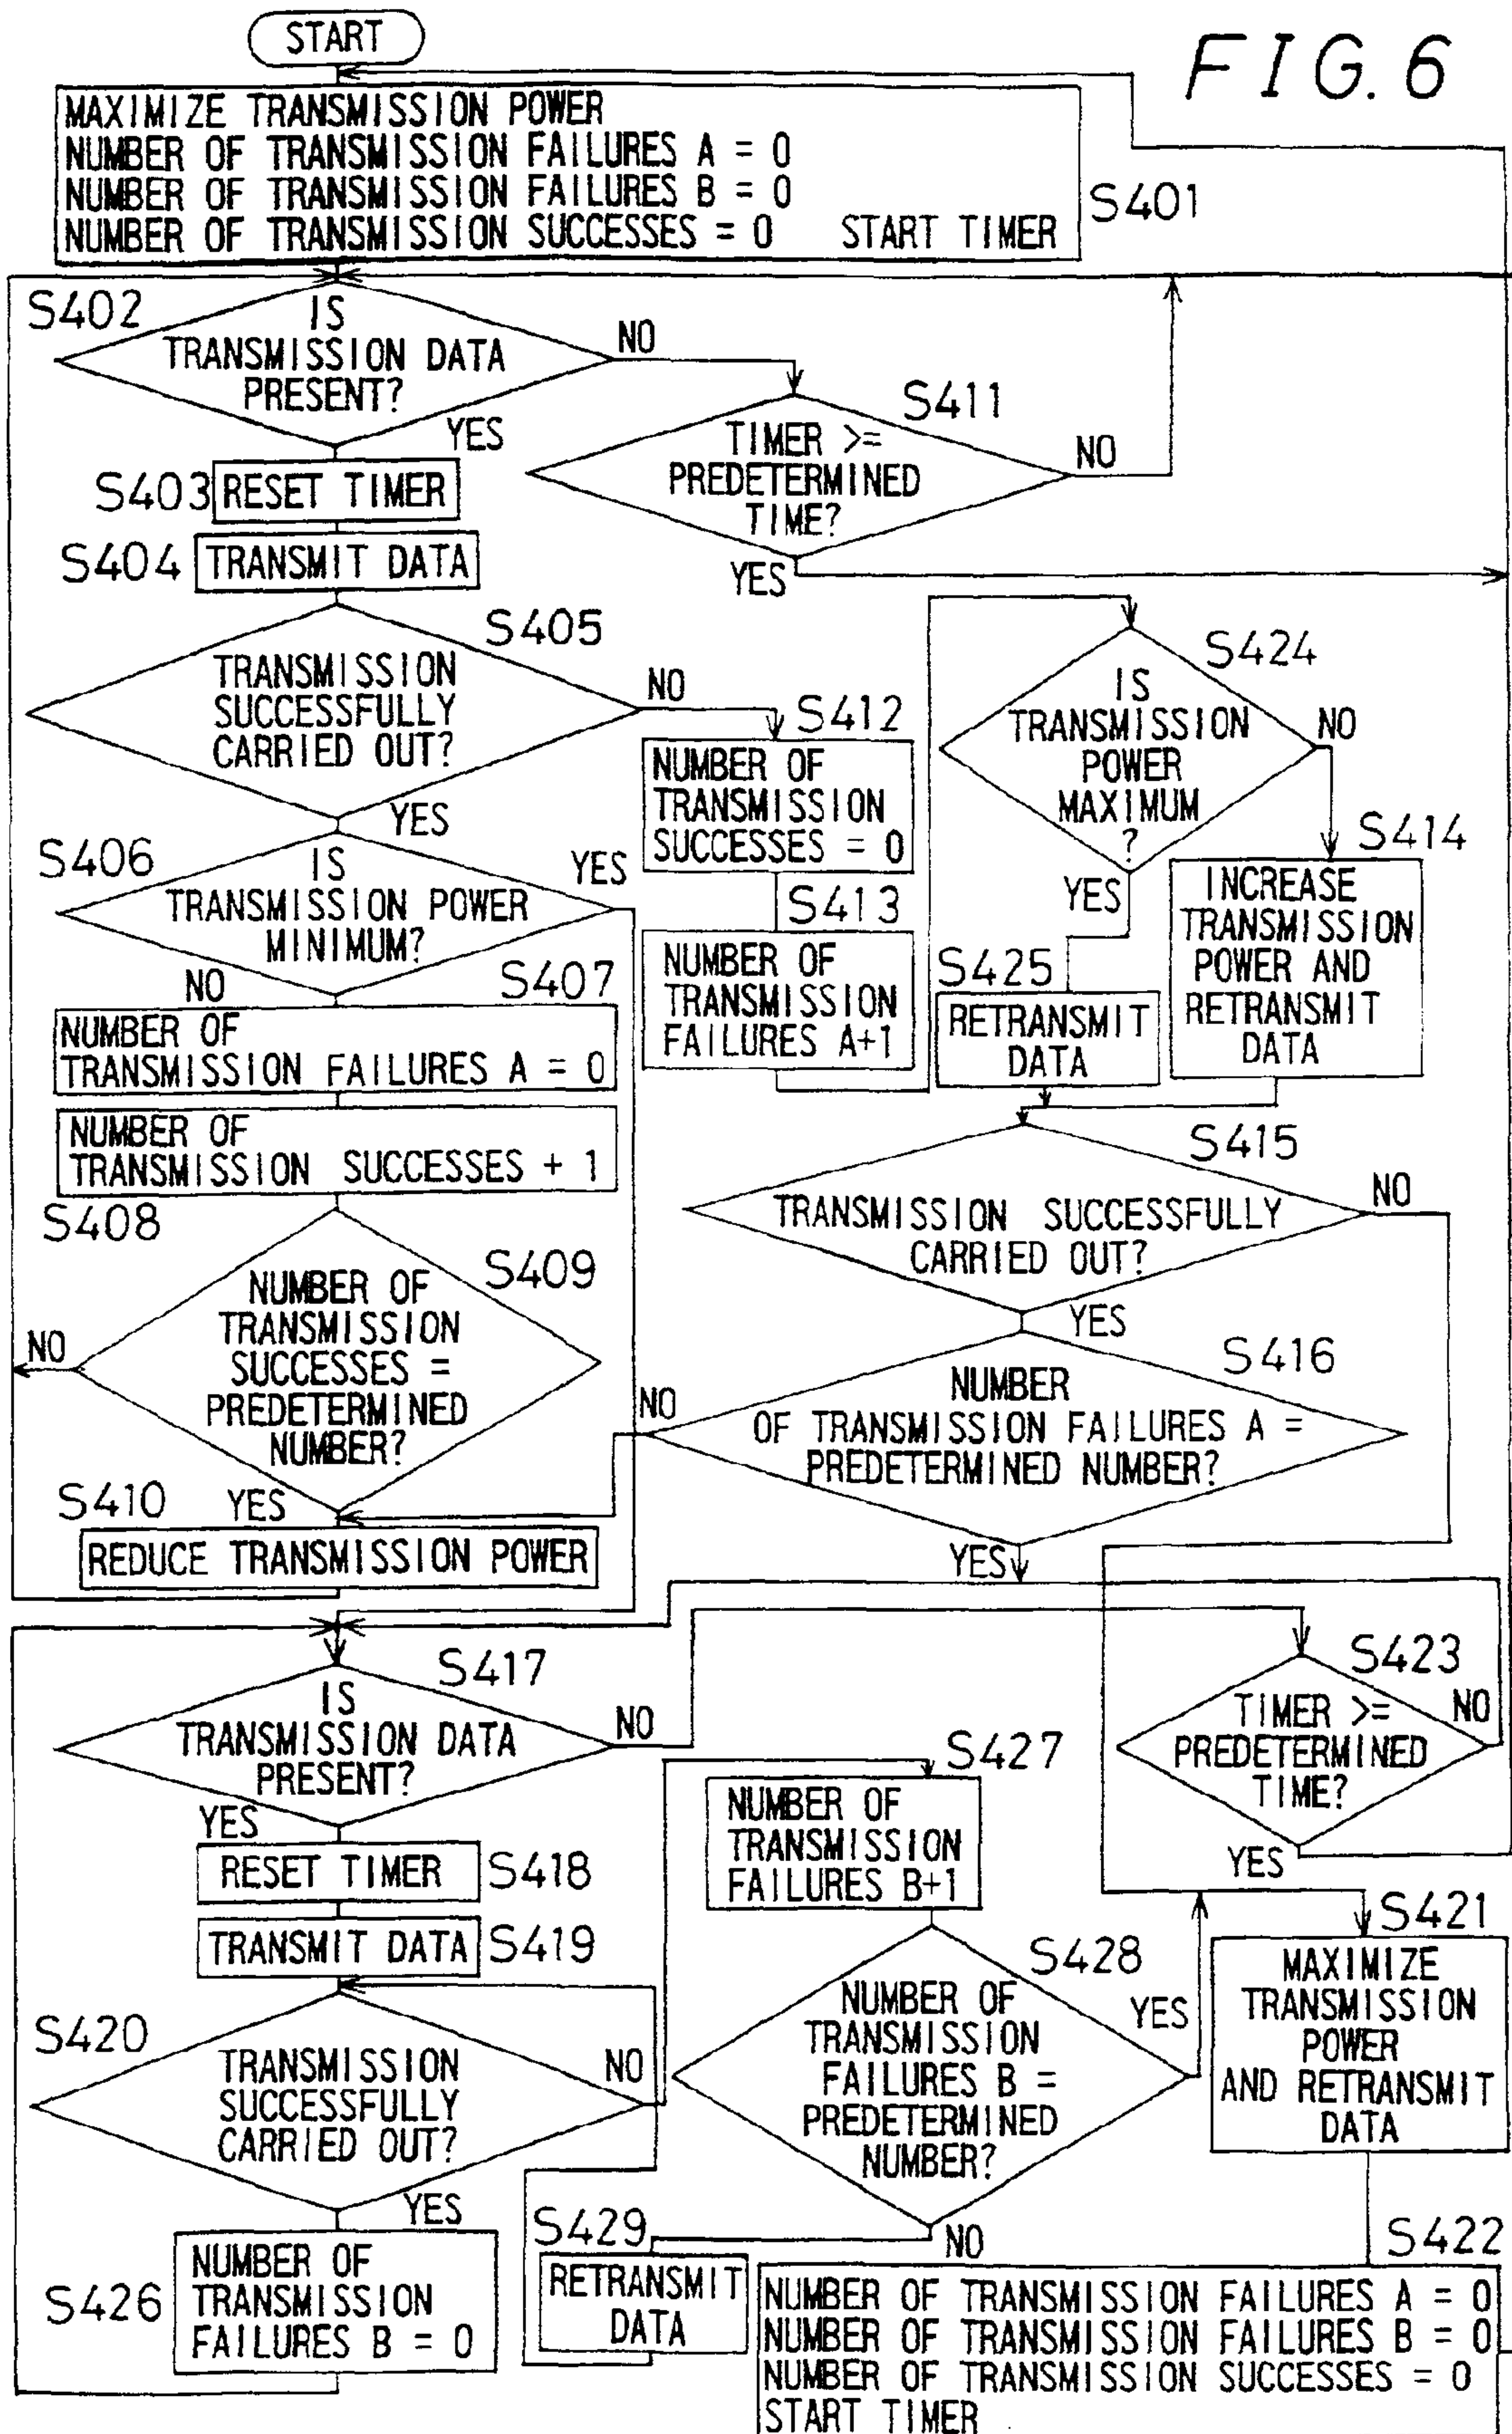 FIG. 6
START
MAXIMIZE TRANSMISSION POWER
NUMBER OF TRANSMISSION FAILURES A = 0
NUMBER OF TRANSMISSION FAILURES B = 0
NUMBER OF TRANSMISSION SUCCESSES = 0 START TIMER
S401
S402
IS
TRANSMISSION DATA
PRESENT?
NO
YES
S411
TIMER >=
PREDETERMINED
TIME?
NO
YES
S403
RESET TIMER
S404
TRANSMIT DATA
S405
TRANSMISSION
SUCCESSFULLY
CARRIED OUT?
NO
YES
S412
NUMBER OF
TRANSMISSION
SUCCESSES = 0
S413
NUMBER OF
TRANSMISSION
FAILURES A+1
S424
IS
TRANSMISSION
POWER
MAXIMUM
?
NO
YES
S414
INCREASE
TRANSMISSION
POWER AND
RETRANSMIT
DATA
S425
RETRANSMIT
DATA
S406
IS
TRANSMISSION POWER
MINIMUM?
YES
NO
S407
NUMBER OF
TRANSMISSION FAILURES A = 0
NUMBER OF
TRANSMISSION SUCCESSES + 1
S408
S409
NUMBER OF
TRANSMISSION
SUCCESSES =
PREDETERMINED
NUMBER?
NO
YES
S410
REDUCE TRANSMISSION POWER
S415
TRANSMISSION SUCCESSFULLY
CARRIED OUT?
NO
YES
S416
NUMBER
OF TRANSMISSION FAILURES A =
PREDETERMINED NUMBER?
NO
YES
S417
IS
TRANSMISSION DATA
PRESENT?
NO
YES
S423
TIMER >=
PREDETERMINED
TIME?
NO
YES
S418
RESET TIMER
S419
TRANSMIT DATA
S420
TRANSMISSION
SUCCESSFULLY
CARRIED OUT?
NO
YES
S427
NUMBER OF
TRANSMISSION
FAILURES B+1
S428
NUMBER OF
TRANSMISSION
FAILURES B =
PREDETERMINED
NUMBER?
YES
NO
S421
MAXIMIZE
TRANSMISSION
POWER
AND RETRANSMIT
DATA
S426
NUMBER OF
TRANSMISSION
FAILURES B = 0
S429
RETRANSMIT
DATA
S422
NUMBER OF TRANSMISSION FAILURES A = 0
NUMBER OF TRANSMISSION FAILURES B = 0
NUMBER OF TRANSMISSION SUCCESSES = 0
START TIMER